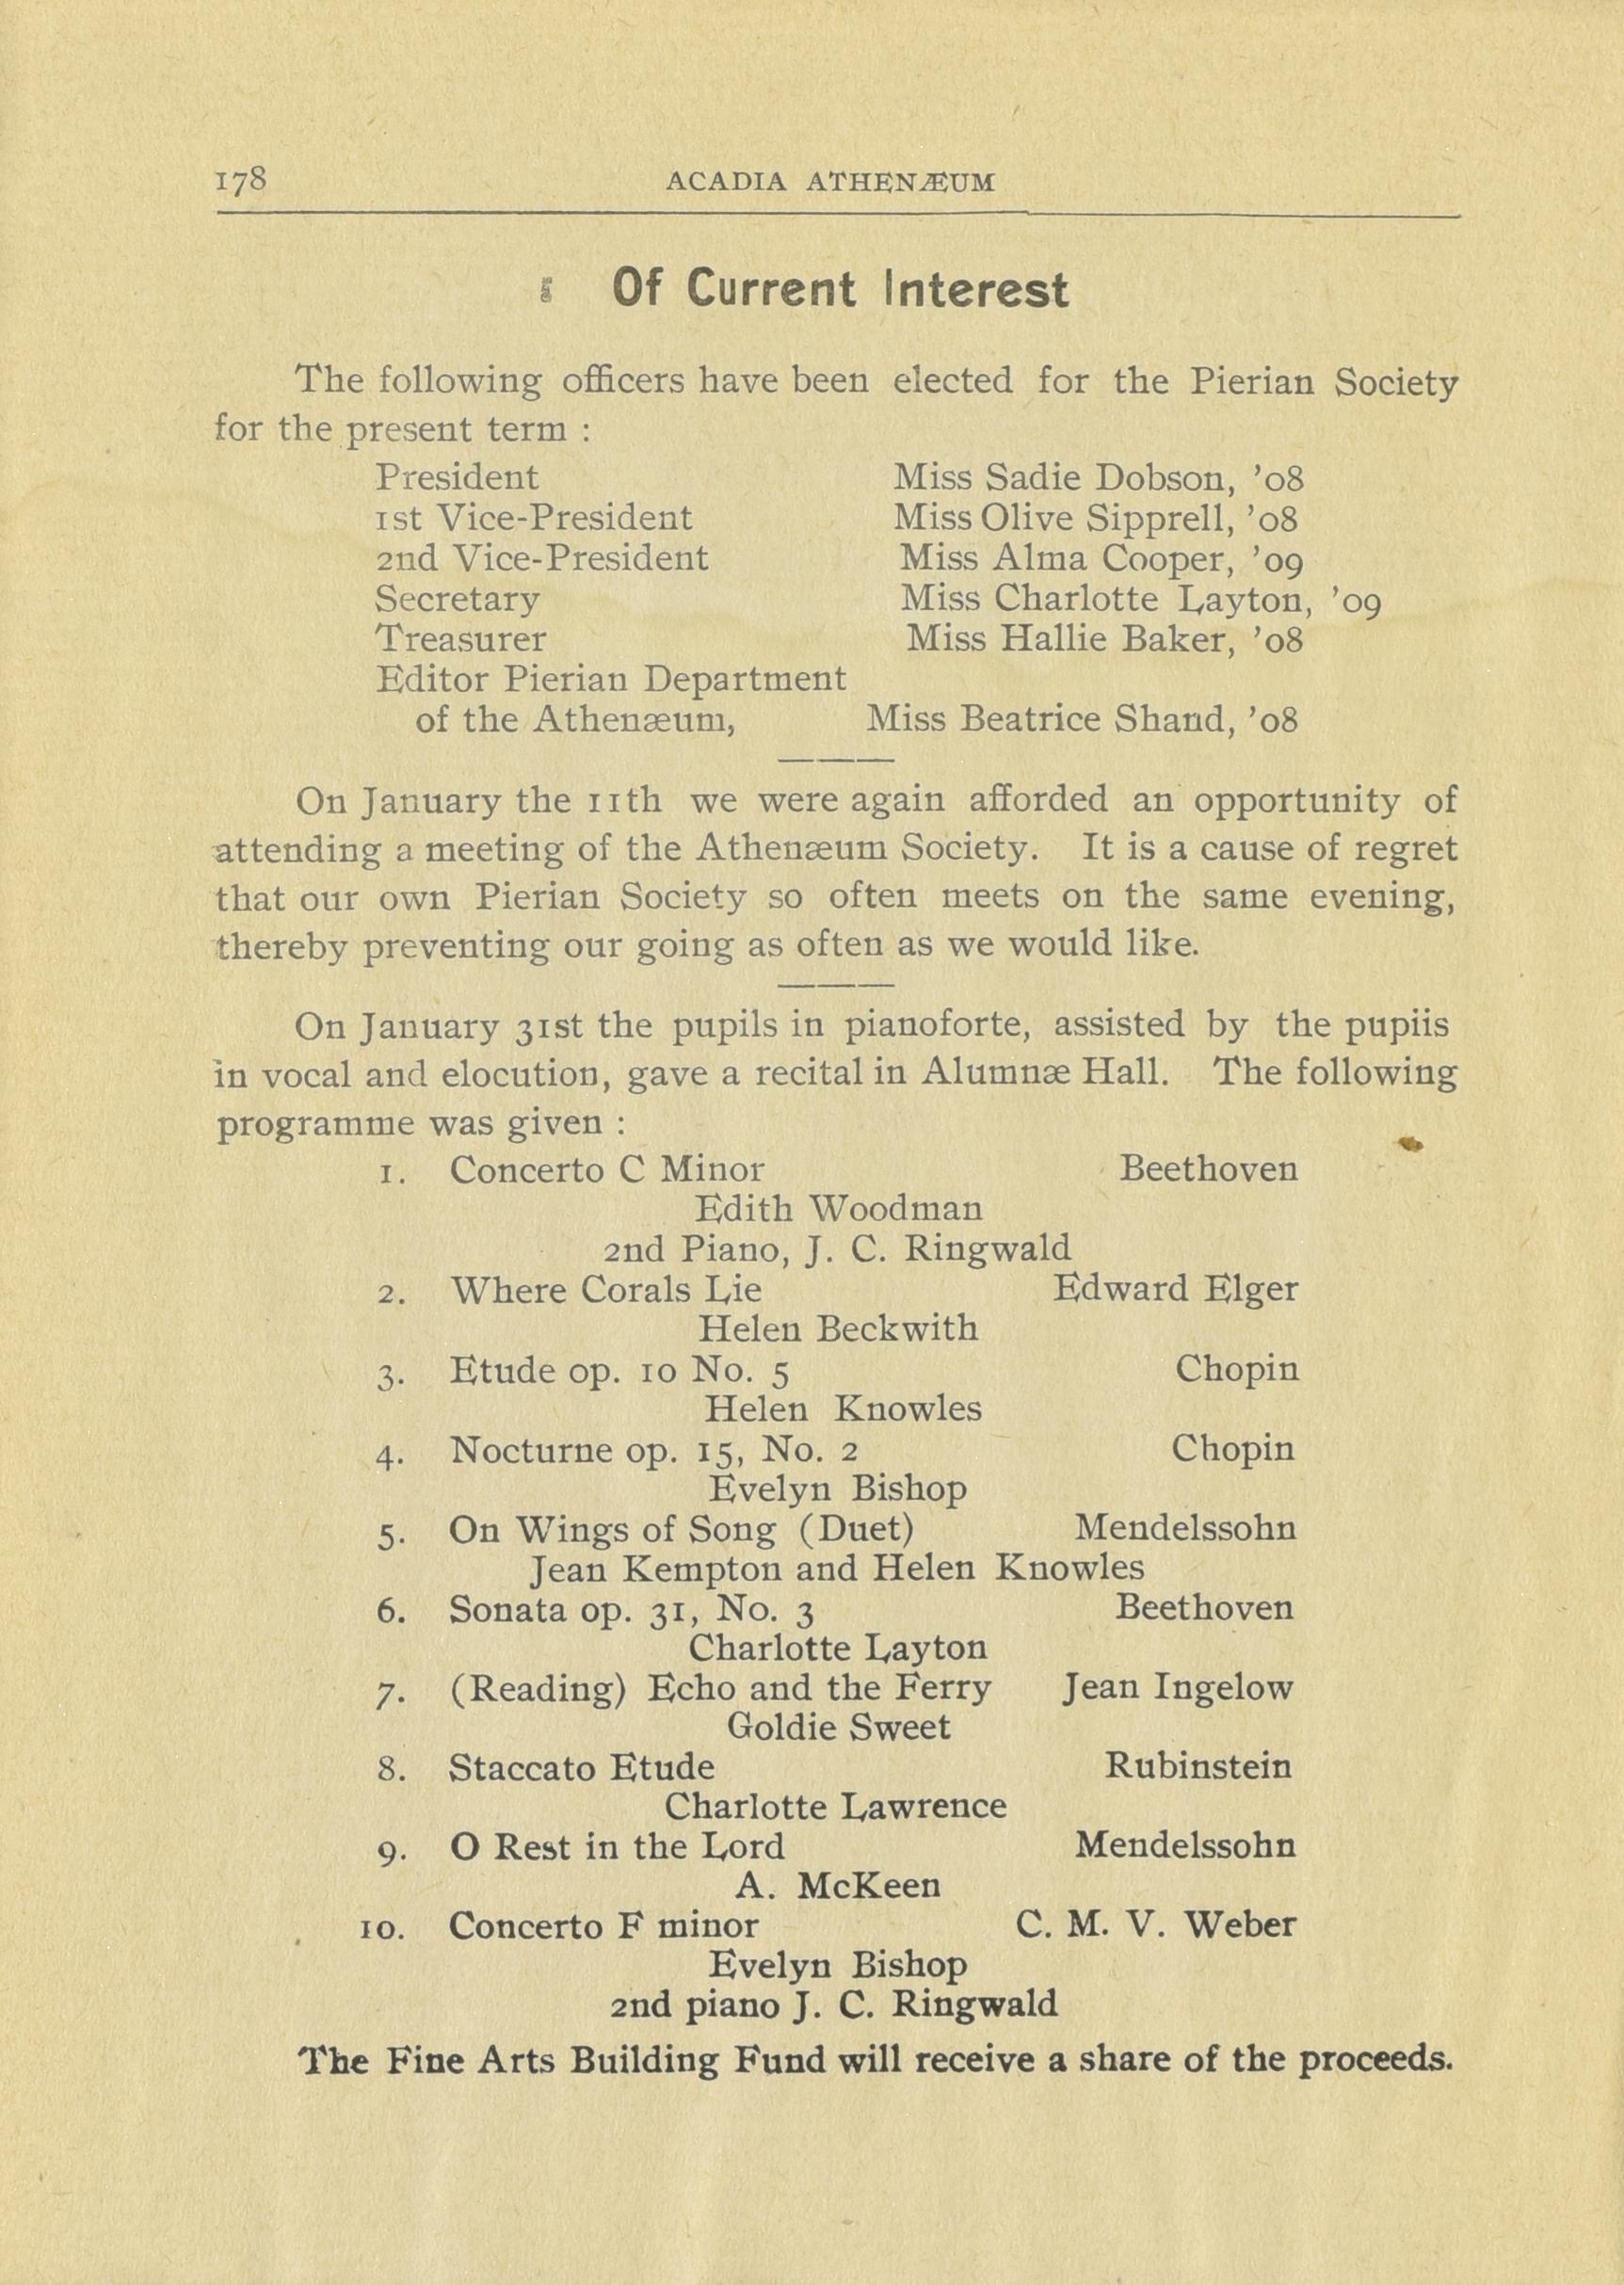 178 ACADIA ATHENÆUM
Of Current Interest
The following officers have been elected for the Pierian Society
for the present term :
President Miss Sadie Dobson, '08
1st Vice-President Miss Olive Sipprell, '08
2nd Vice-President Miss Alma Cooper, '09
Secretary Miss Charlotte Layton, '09
Treasurer Miss Hallie Baker, '08
Editor Pierian Department
of the Athenæum, Miss Beatrice Shand, '08
On January the 11th we were again afforded an opportunity of
attending a meeting of the Athenæum Society. It is a cause of regret
that our own Pierian Society so often meets on the same evening,
thereby preventing our going as often as we would like.
On January 31st the pupils in pianoforte, assisted by the pupiis
in vocal and elocution, gave a recital in Alumnæ Hall. The following
programme was given :
1. Concerto C Minor Beethoven
Edith Woodman
2nd Piano, J. C. Ringwald
2. Where Corals Lie Edward Elger
Helen Beckwith
3. Etude op. 10 No. 5 Chopin
Helen Knowles
4. Nocturne op. 15, No. 2 Chopin
Evelyn Bishop
5. On Wings of Song (Duet) Mendelssohn
Jean Kempton and Helen Knowles
6. Sonata op. 31, No. 3 Beethoven
Charlotte Layton
7. (Reading) Echo and the Ferry Jean Ingelow
Goldie Sweet
8. Staccato Etude Rubinstein
Charlotte Lawrence
9. O Rest in the Lord Mendelssohn
A. McKeen
10. Concerto F minor C. M. V. Weber
Evelyn Bishop
2nd piano J. C. Ringwald
The Fine Arts Building Fund will receive a share of the proceeds.